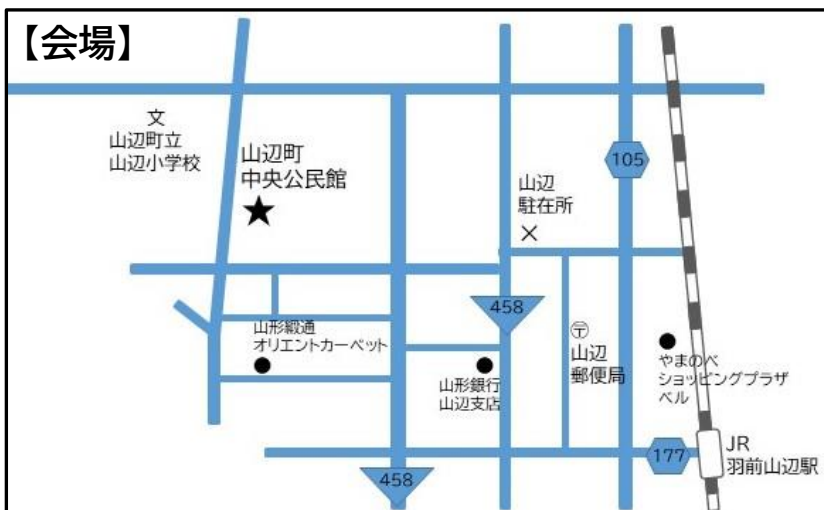 【会場】
文
山辺町立
山辺小学校
山辺町
中央公民館
山辺
駐在所
105
458
〒
山辺
郵便局
山形緞通
オリエントカーペット
山形銀行
山辺支店
やまのべ
ショッピングプラザ
ベル
177
JR
羽前山辺駅
458